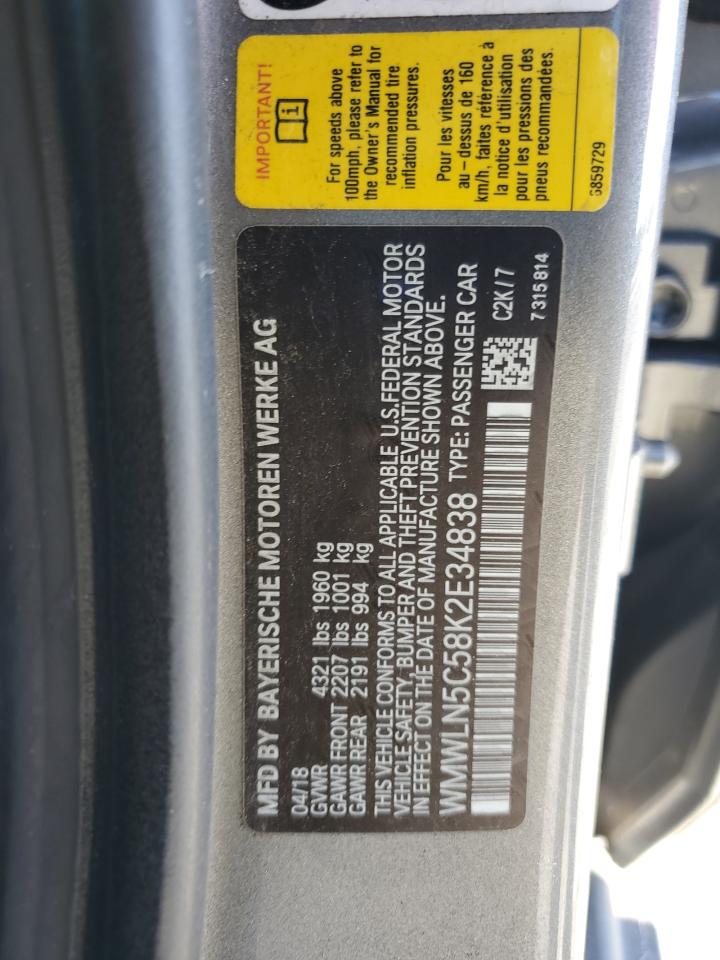 IMPORTANT!
For speeds above
100mph, please refer to
the Owner's Manual for
recommended tire
inflation pressures.
Pour les vitesses
au-dessus de 160
km/h, faites référence à
la notice d'utilisation
pour les pressions des
pneus recommandées.
6859729
MFD BY BAYERISCHE MOTOREN WERKE AG
04/18
GVWR 4321 lbs 1960 kg
GAWR FRONT 2207 lbs 1001 kg
GAWR REAR 2191 lbs 994 kg
THIS VEHICLE CONFORMS TO ALL APPLICABLE U.S.FEDERAL MOTOR
VEHICLE SAFETY, BUMPER AND THEFT PREVENTION STANDARDS
IN EFFECT ON THE DATE OF MANUFACTURE SHOWN ABOVE.
WMWLN5C58K2E34838 TYPE: PASSENGER CAR
C2K/7
7315814